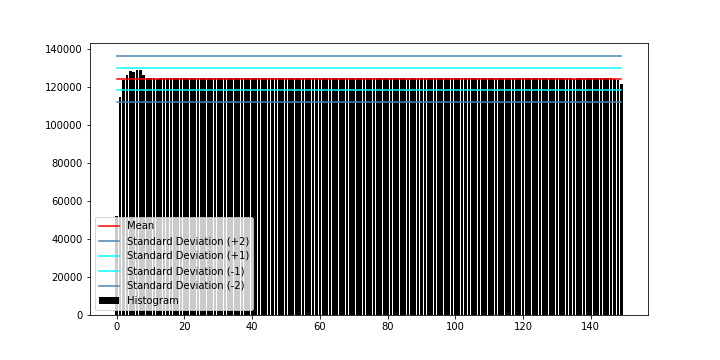 140000
120000
100000
80000
60000
40000
20000
0
Mean
Standard Deviation (+2)
Standard Deviation (+1)
Standard Deviation (-1)
Standard Deviation (-2)
Histogram
0 20 40 60 80 100 120 140